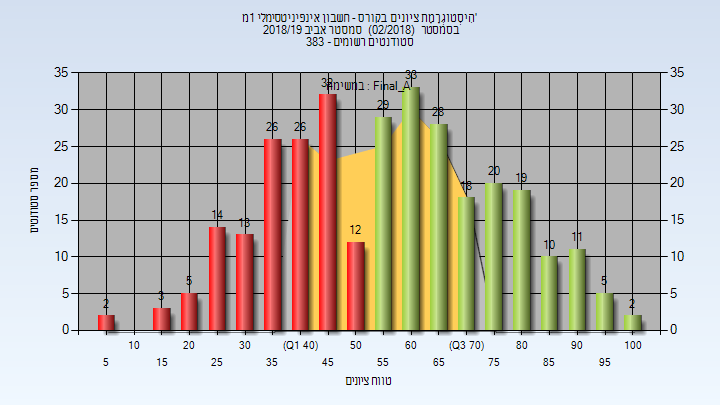 היסטוגרמת ציונים בקורס - חשבון אינפיניטסימלי 1מ'
בסמסטר (02/2018) סמסטר אביב 2018/19
סטודנטים רשומים - 383
במשימה : Final_A
מספר סטודנטים
35 35
30 30
25 25
20 20
15 15
10 10
5 5
0 0
2 3 5 14 13 26 26 32 12 29 33 28 18 20 19 10 11 5 2
10 20 30 (Q1 40) 50 60 (Q3 70) 80 90 100
5 15 25 35 45 55 65 75 85 95
טווח ציונים